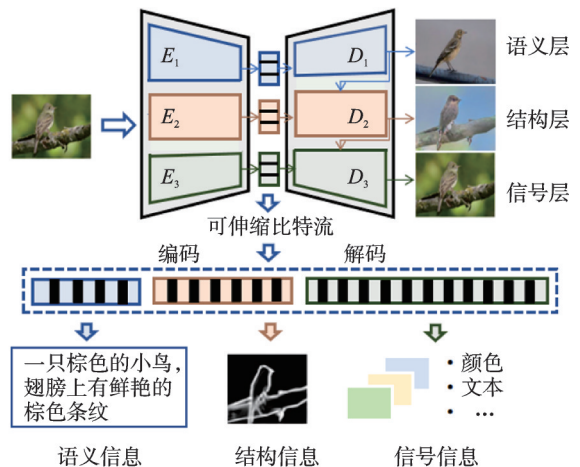 E₁
D₁
语义层
E₂
D₂
结构层
E₃
D₃
信号层
可伸缩比特流
编码
解码
一只棕色的小鸟，
翅膀上有鲜艳的
棕色条纹
• 颜色
• 文本
• …
语义信息
结构信息
信号信息